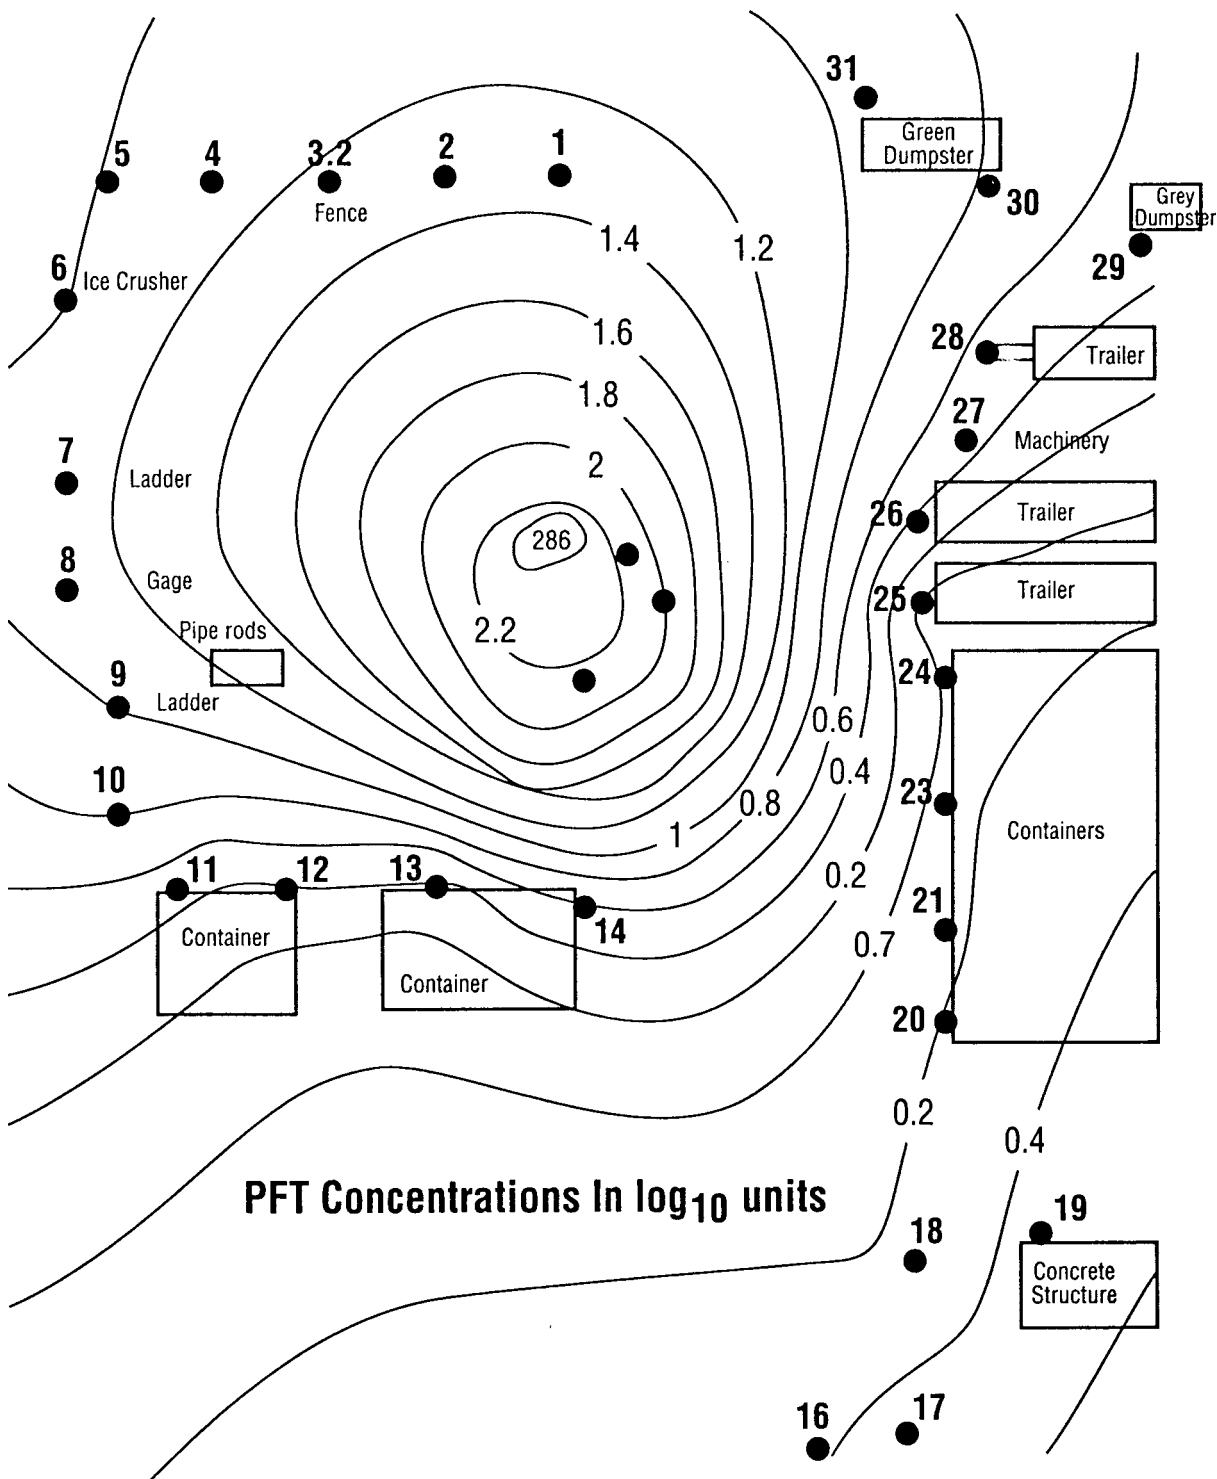 31
Green
Dumpster
5
4
3.2
2
1
30
Grey
Dumpster
Fence
1.4
1.2
29
6
Ice Crusher
1.6
28
Trailer
1.8
27
Machinery
7
Ladder
2
26
Trailer
286
8
Gage
25
Trailer
2.2
Pipe rods
9
Ladder
24
0.6
10
0.4
0.8
23
Containers
1
11
12
13
0.2
21
14
Container
0.7
Container
20
0.2
0.4
PFT Concentrations In log10 units
18
19
Concrete
Structure
16
17